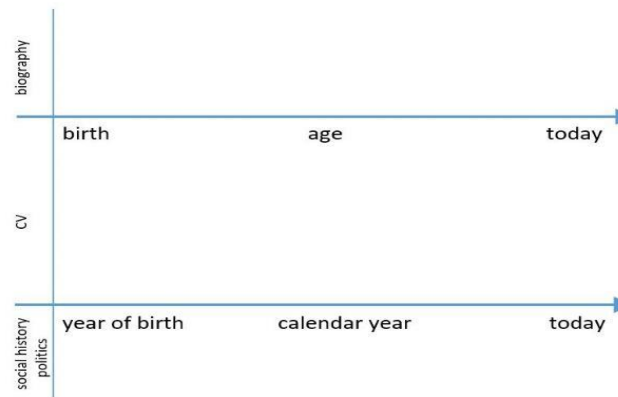 biography
birth age today
CV
year of birth calendar year today
social history
politics